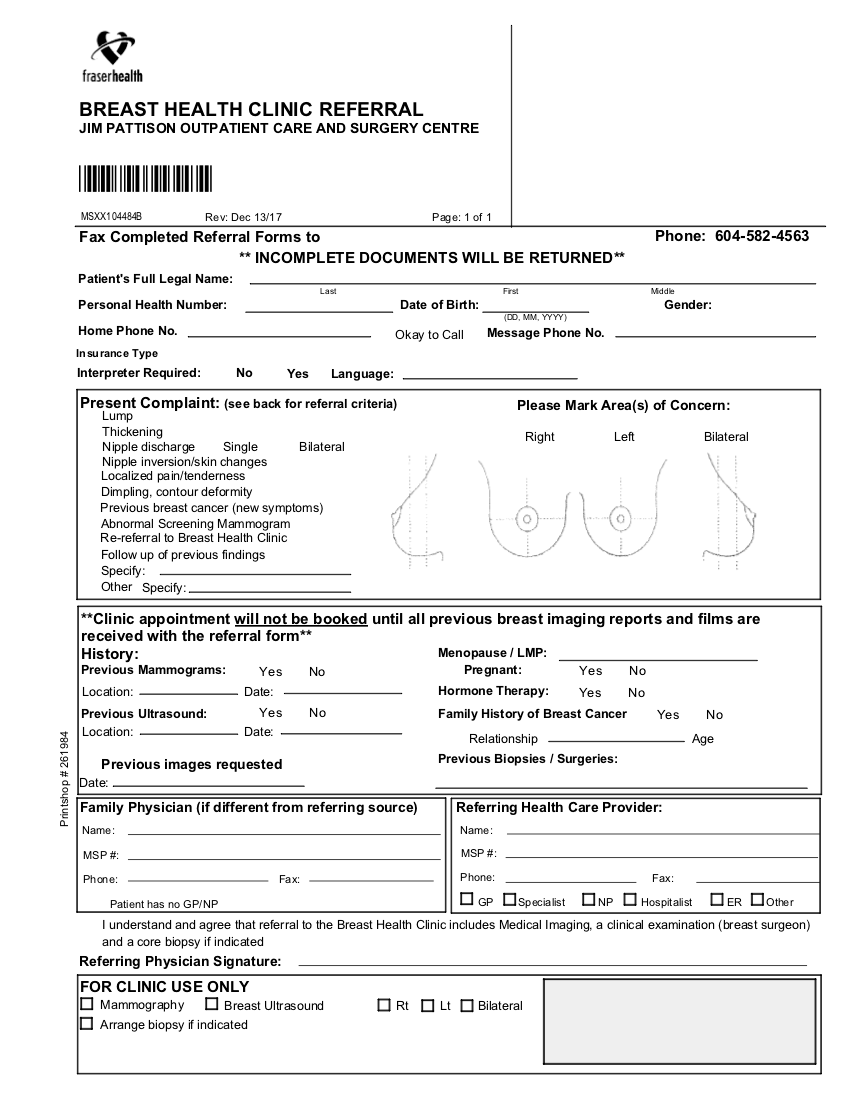 fraserhealth
BREAST HEALTH CLINIC REFERRAL
JIM PATTISON OUTPATIENT CARE AND SURGERY CENTRE
MSXX104484B Rev: Dec 13/17 Page: 1 of 1
Fax Completed Referral Forms to Phone: 604-582-4563
** INCOMPLETE DOCUMENTS WILL BE RETURNED**
Patient's Full Legal Name:
Last First Middle
Personal Health Number: Date of Birth: Gender:
(DD, MM, YYYY)
Home Phone No. Okay to Call Message Phone No.
Insurance Type
Interpreter Required: No Yes Language:
Present Complaint: (see back for referral criteria) Please Mark Area(s) of Concern:
Lump
Thickening
Right Left Bilateral
Nipple discharge Single Bilateral
Nipple inversion/skin changes
Localized pain/tenderness
Dimpling, contour deformity
Previous breast cancer (new symptoms)
Abnormal Screening Mammogram
Re-referral to Breast Health Clinic
Follow up of previous findings
Specify:
Other Specify:
**Clinic appointment will not be booked until all previous breast imaging reports and films are
received with the referral form**
History: Menopause / LMP:
Previous Mammograms: Yes No Pregnant: Yes No
Location: Date: Hormone Therapy: Yes No
Previous Ultrasound: Yes No Family History of Breast Cancer Yes No
Location: Date: Relationship Age
Previous images requested Previous Biopsies / Surgeries:
Date:
Printshop # 261984
Family Physician (if different from referring source) Referring Health Care Provider:
Name: Name:
MSP #: MSP #:
Phone: Fax: Phone: Fax:
Patient has no GP/NP GP Specialist NP Hospitalist ER Other
I understand and agree that referral to the Breast Health Clinic includes Medical Imaging, a clinical examination (breast surgeon)
and a core biopsy if indicated
Referring Physician Signature:
FOR CLINIC USE ONLY
Mammography Breast Ultrasound Rt Lt Bilateral
Arrange biopsy if indicated